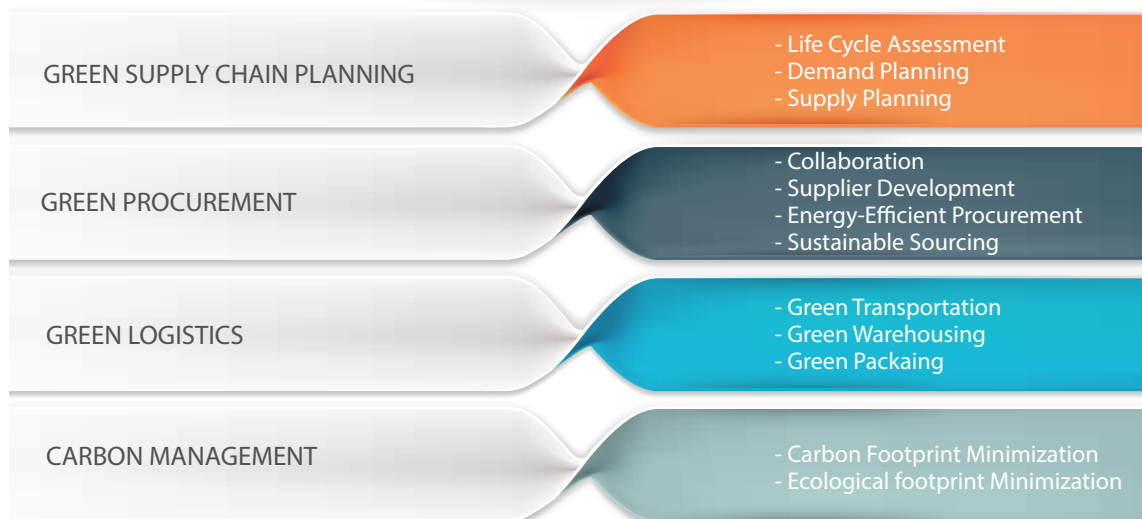 GREEN SUPPLY CHAIN PLANNING
- Life Cycle Assessment
- Demand Planning
- Supply Planning
GREEN PROCUREMENT
- Collaboration
- Supplier Development
- Energy-Efficient Procurement
- Sustainable Sourcing
GREEN LOGISTICS
- Green Transportation
- Green Warehousing
- Green Packaing
CARBON MANAGEMENT
- Carbon Footprint Minimization
- Ecological footprint Minimization